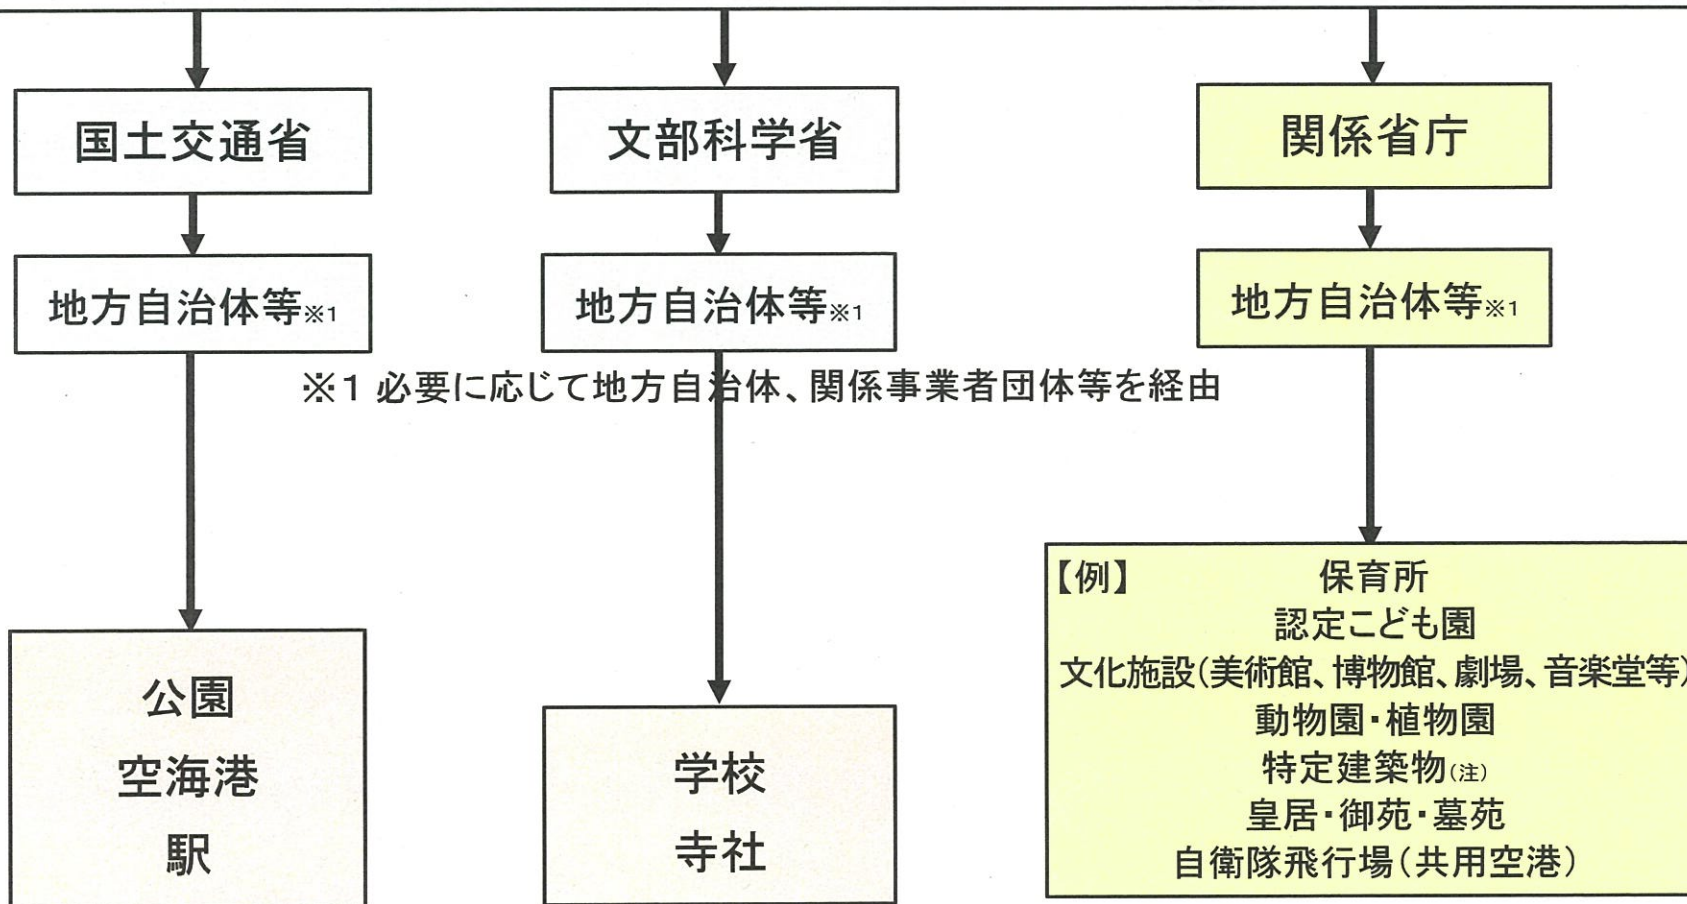 国土交通省
文部科学省
関係省庁
地方自治体等※1
地方自治体等※1
地方自治体等※1
※1 必要に応じて地方自治体、関係事業者団体等を経由
公園
空海港
駅
学校
寺社
【例】 保育所
認定こども園
文化施設(美術館、博物館、劇場、音楽堂等)
動物園・植物園
特定建築物(注)
皇居・御苑・墓苑
自衛隊飛行場(共用空港)